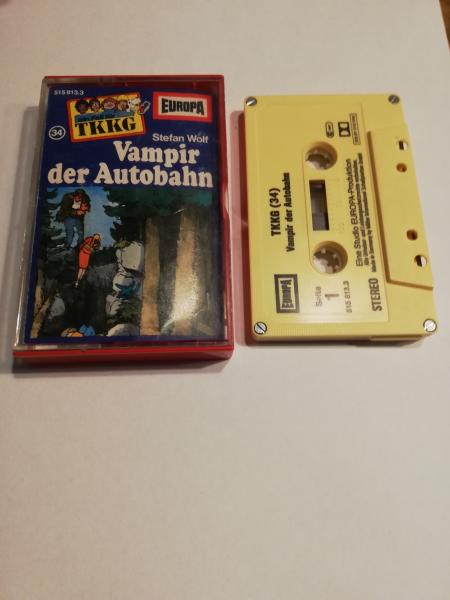 515 813.3
TKKG
EUROPA
34
Stefan Wolf
Vampir
der Autobahn
TKKG (34)
Vampir der Autobahn
EUROPA
Seite
1
515 813.3
Eine Studio EUROPA-Produktion
STEREO